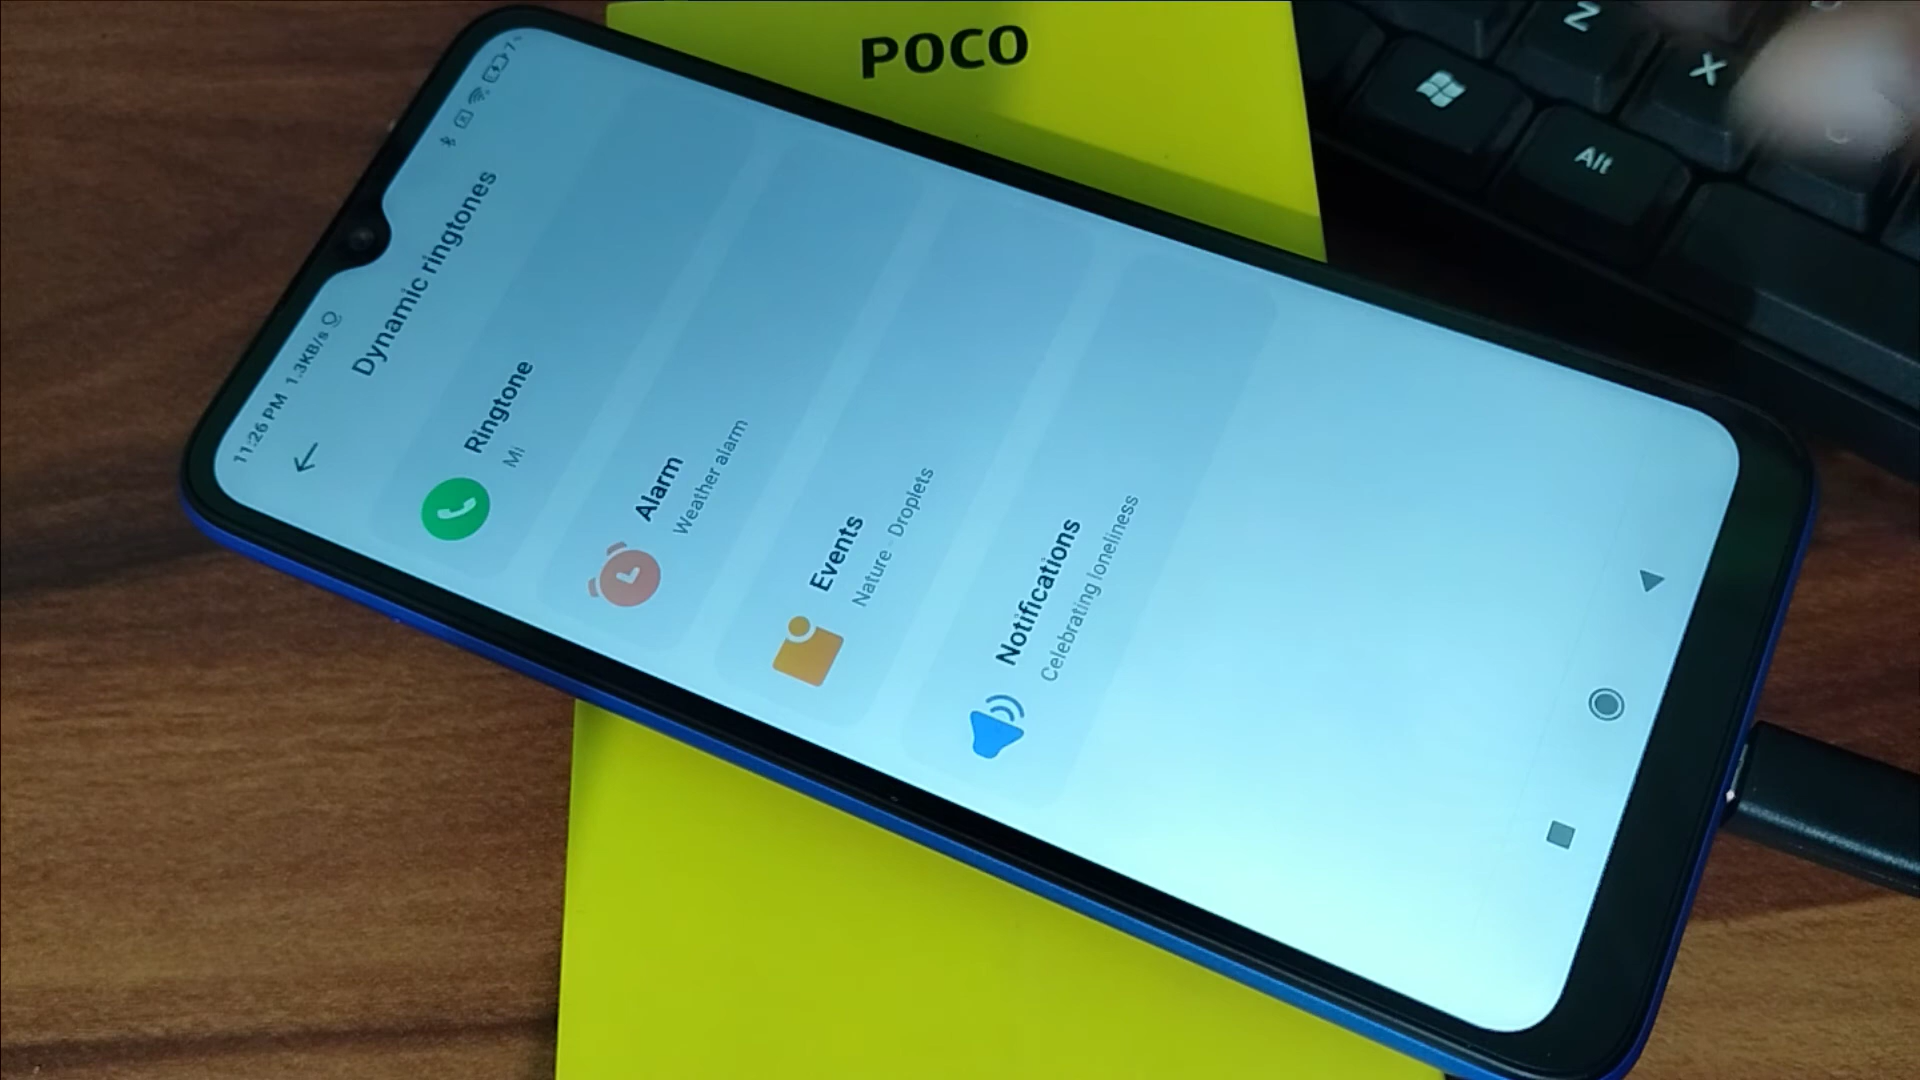 POCO
Z
X
Alt
11:26 PM 1.3KB/s
7
Dynamic ringtones
Ringtone
Mi
Alarm
Weather alarm
Events
Nature · Droplets
Notifications
Celebrating loneliness